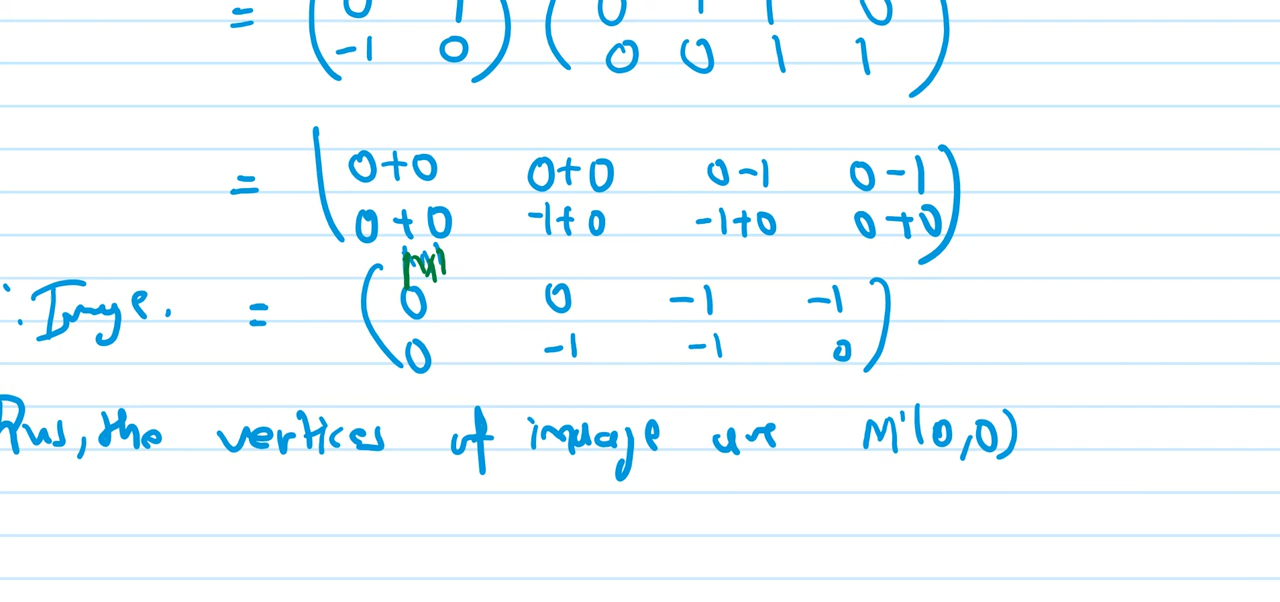 = ( 0 1 ) ( 0 1 1 0 )
( -1 0 ) ( 0 0 1 1 )
= ( 0+0 0+0 0-1 0-1 )
( 0+0 -1+0 -1+0 0+0 )
M'
: Image. = ( 0 0 -1 -1 )
( 0 -1 -1 0 )
Thus, the vertices of image are M'(0,0)